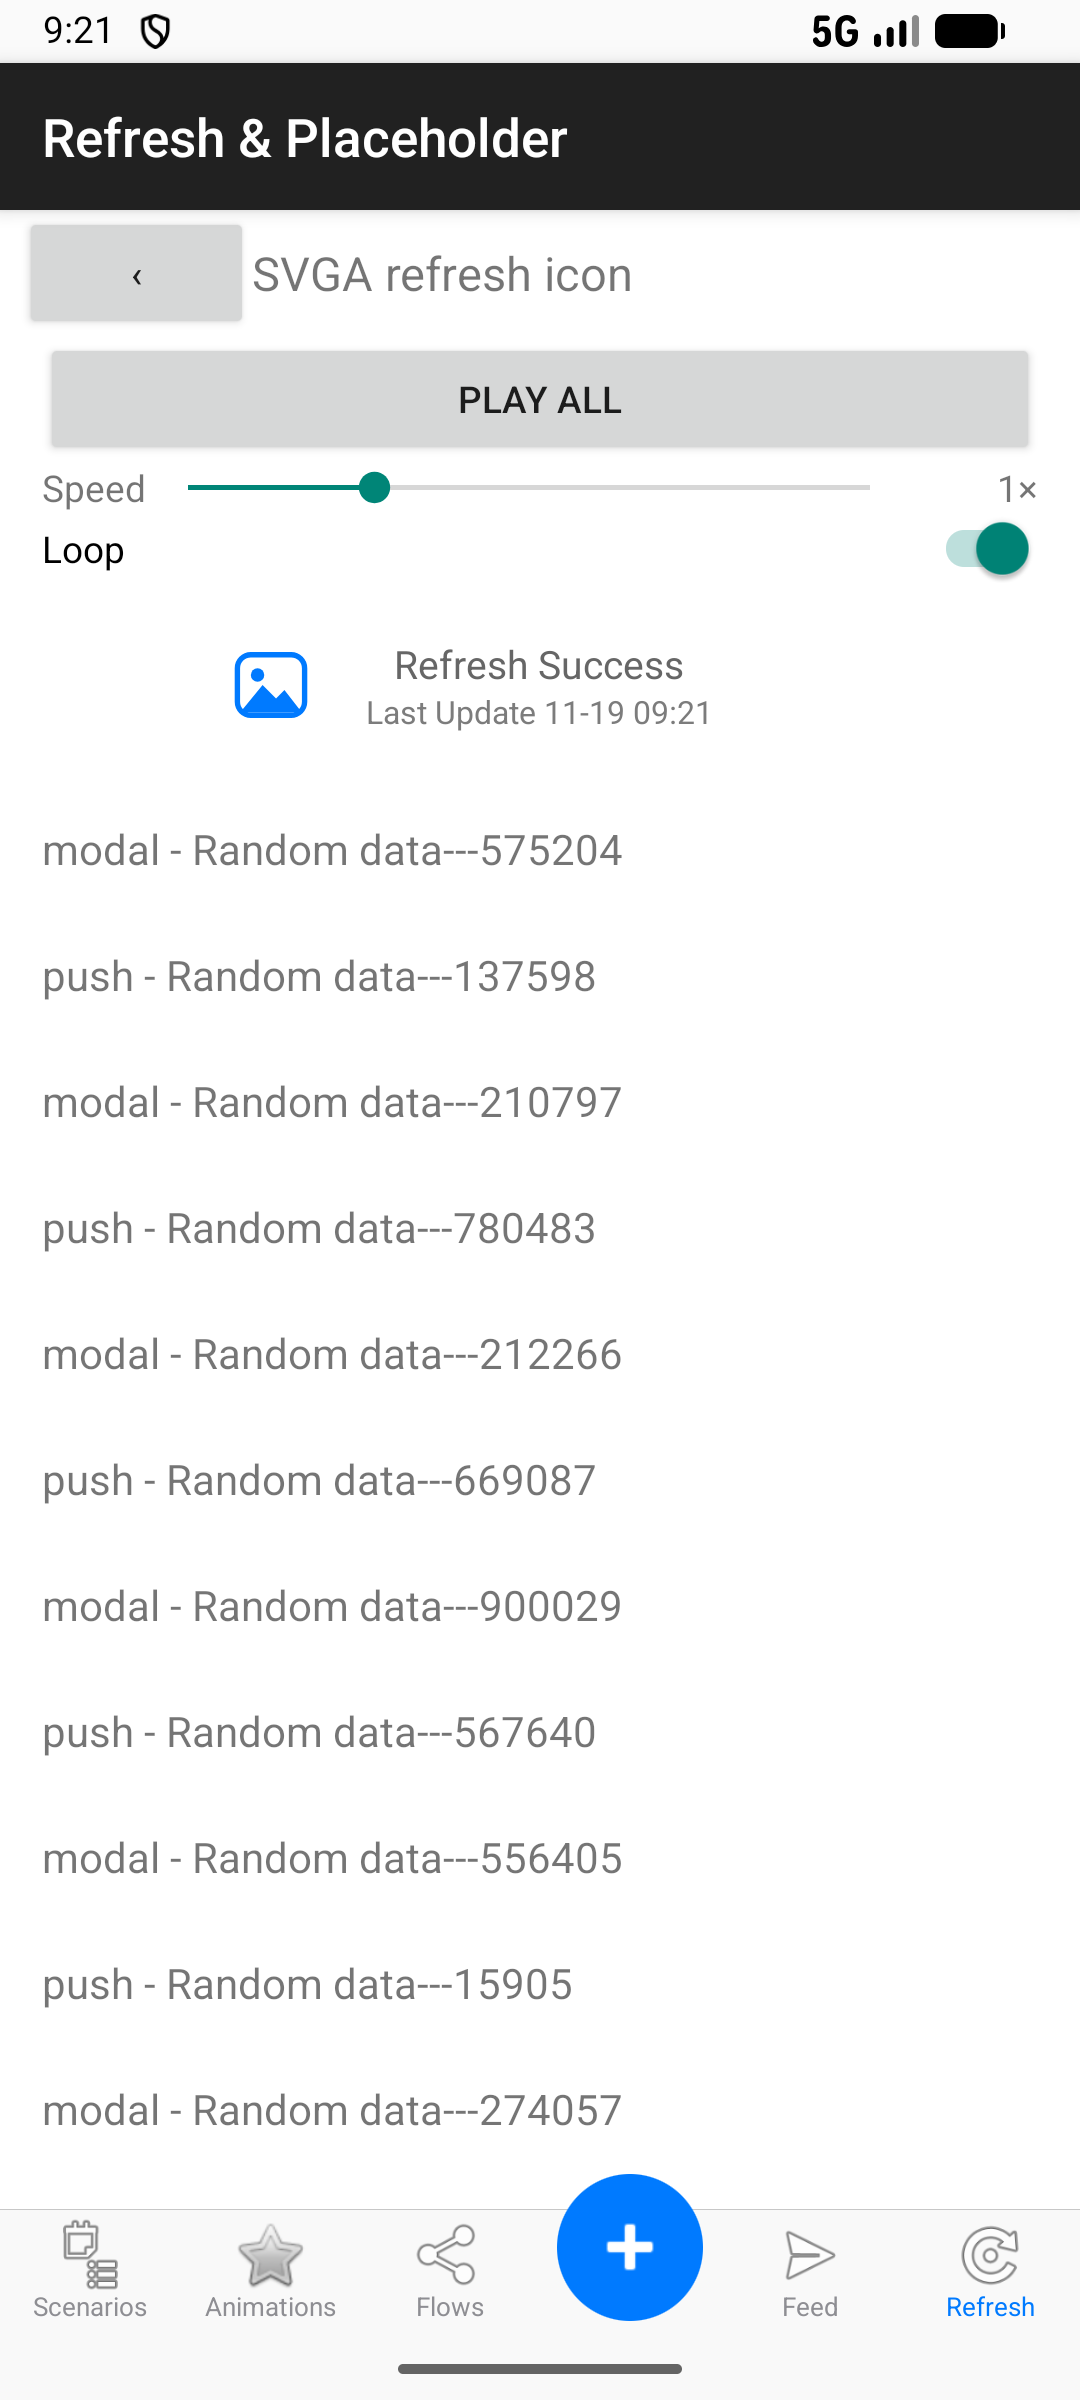 9:21
5G
Refresh & Placeholder
‹
SVGA refresh icon
PLAY ALL
Speed
1×
Loop
Refresh Success
Last Update 11-19 09:21
modal - Random data---575204
push - Random data---137598
modal - Random data---210797
push - Random data---780483
modal - Random data---212266
push - Random data---669087
modal - Random data---900029
push - Random data---567640
modal - Random data---556405
push - Random data---15905
modal - Random data---274057
Scenarios
Animations
Flows
Feed
Refresh